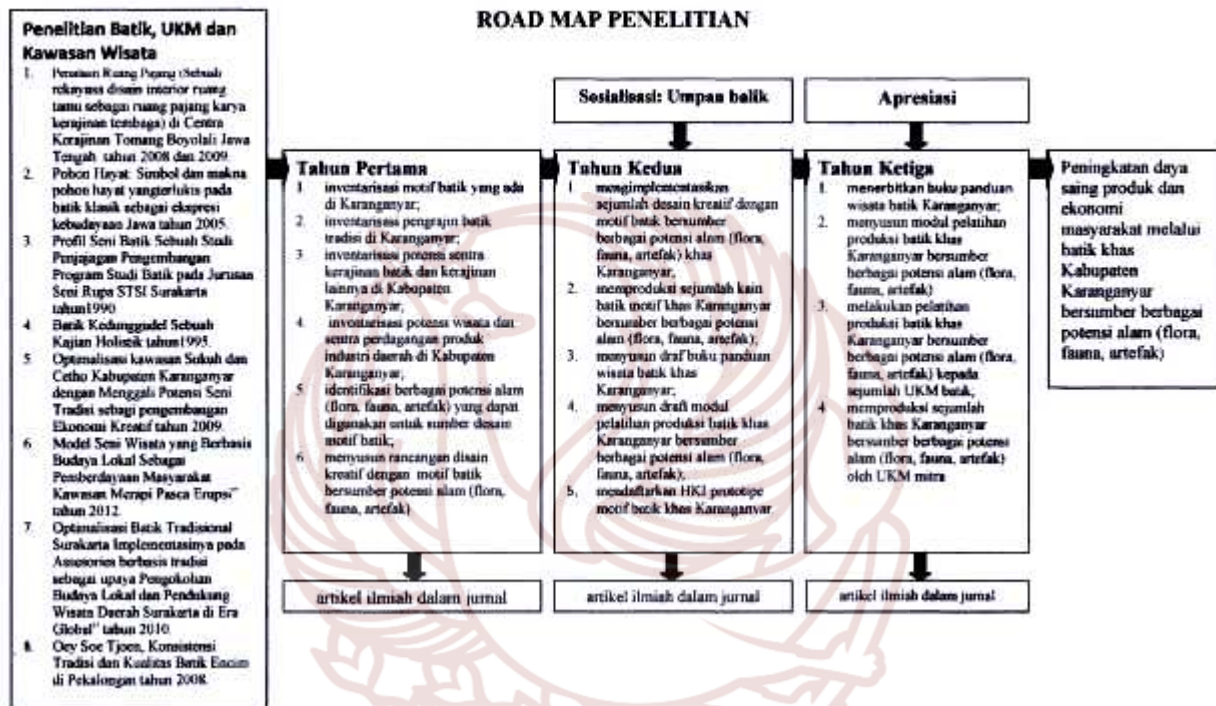 ROAD MAP PENELITIAN
Penelitian Batik, UKM dan
Kawasan Wisata
1. Penataan Ruang Pajang (Sebuah
rekayasa disain interior ruang
tamu sebagai ruang pajang karya
kerajinan tembaga) di Centra
Kerajinan Tomang Boyolali Jawa
Tengah tahun 2008 dan 2009.
2. Pohon Hayat: Simbol dan makna
pohon hayat yangterlukis pada
batik klasik sebagai ekspresi
kebudayaan Jawa tahun 2005.
3. Profil Seni Batik Sebuah Studi
Penjajagan Pengembangan
Program Studi Batik pada Jurusan
Seni Rupa STSI Surakarta
tahun1990
4. Batik Kedunggudel Sebuah
Kajian Holistik tahun1995.
5. Optimalisasi kawasan Sukuh dan
Cetho Kabupaten Karanganyar
dengan Menggali Potensi Seni
Tradisi sebagi pengembangan
Ekonomi Kreatif tahun 2009.
6. Model Seni Wisata yang Berbasis
Budaya Lokal Sebagai
Pemberdayaan Masyarakat
Kawasan Merapi Pasca Erupsi"
tahun 2012.
7. Optimalisasi Batik Tradisional
Surakarta Implementasinya pada
Assesories berbasis tradisi
sebagai upaya Pengokohan
Budaya Lokal dan Pendukung
Wisata Daerah Surakarta di Era
Global" tahun 2010.
8. Oey Soe Tjoen, Konsistensi
Tradisi dan Kualitas Batik Encim
di Pekalongan tahun 2008.
Tahun Pertama
1. inventarisasi motif batik yang ada
di Karanganyar;
2. inventarisasi pengrajin batik
tradisi di Karanganyar;
3. inventarisasi potensi sentra
kerajinan batik dan kerajinan
lainnya di Kabupaten
Karanganyar;
4. inventarisasi potensi wisata dan
sentra perdagangan produk
industri daerah di Kabupaten
Karanganyar;
5. identifikasi berbagai potensi alam
(flora, fauna, artefak) yang dapat
digunakan untuk sumber desain
motif batik;
6. menyusun rancangan disain
kreatif dengan motif batik
bersumber potensi alam (flora,
fauna, artefak)
artikel ilmiah dalam jurnal
Sosialisasi: Umpan balik
Tahun Kedua
1. mengimplementasikan
sejumlah desain kreatif dengan
motif batik bersumber
berbagai potensi alam (flora,
fauna, artefak) khas
Karanganyar;
2. memproduksi sejumlah kain
batik motif khas Karanganyar
bersumber berbagai potensi
alam (flora, fauna, artefak);
3. menyusun draf buku panduan
wisata batik khas
Karanganyar;
4. menyusun draft modul
pelatihan produksi batik khas
Karanganyar bersumber
berbagai potensi alam (flora,
fauna, artefak);
5. mendaftarkan HKI prototipe
motif batik khas Karanganyar.
artikel ilmiah dalam jurnal
Apresiasi
Tahun Ketiga
1. menerbitkan buku panduan
wisata batik Karanganyar;
2. menyusun modul pelatihan
produksi batik khas
Karanganyar bersumber
berbagai potensi alam (flora,
fauna, artefak)
3. melakukan pelatihan
produksi batik khas
Karanganyar bersumber
berbagai potensi alam (flora,
fauna, artefak) kepada
sejumlah UKM batik;
4. memproduksi sejumlah
batik khas Karanganyar
bersumber berbagai potensi
alam (flora, fauna, artefak)
oleh UKM mitra
artikel ilmiah dalam jurnal
Peningkatan daya
saing produk dan
ekonomi
masyarakat melalui
batik khas
Kabupaten
Karanganyar
bersumber berbagai
potensi alam (flora,
fauna, artefak)